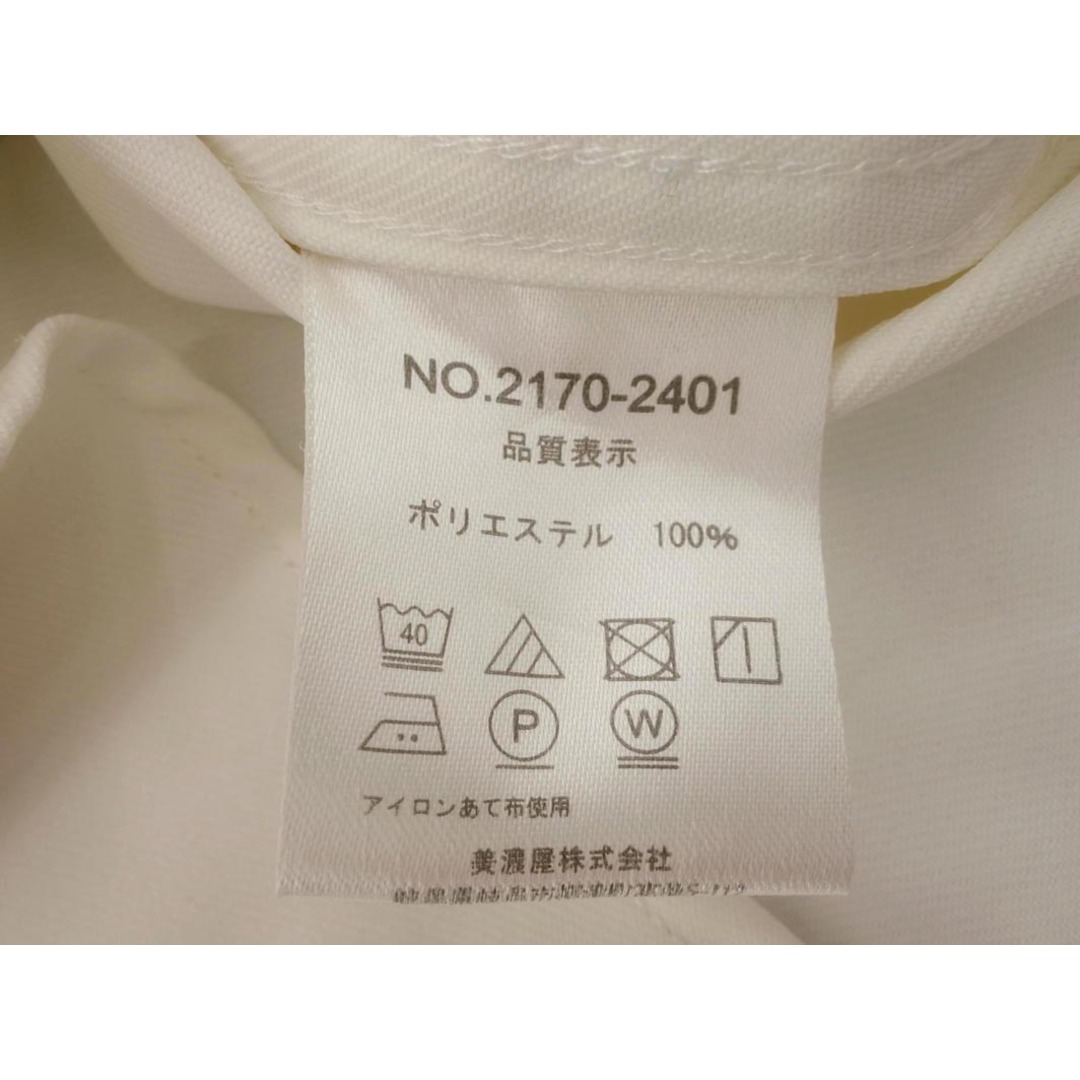 NO.2170-2401
品質表示
ポリエステル 100%
40
P W
アイロンあて布使用
美濃屋株式会社